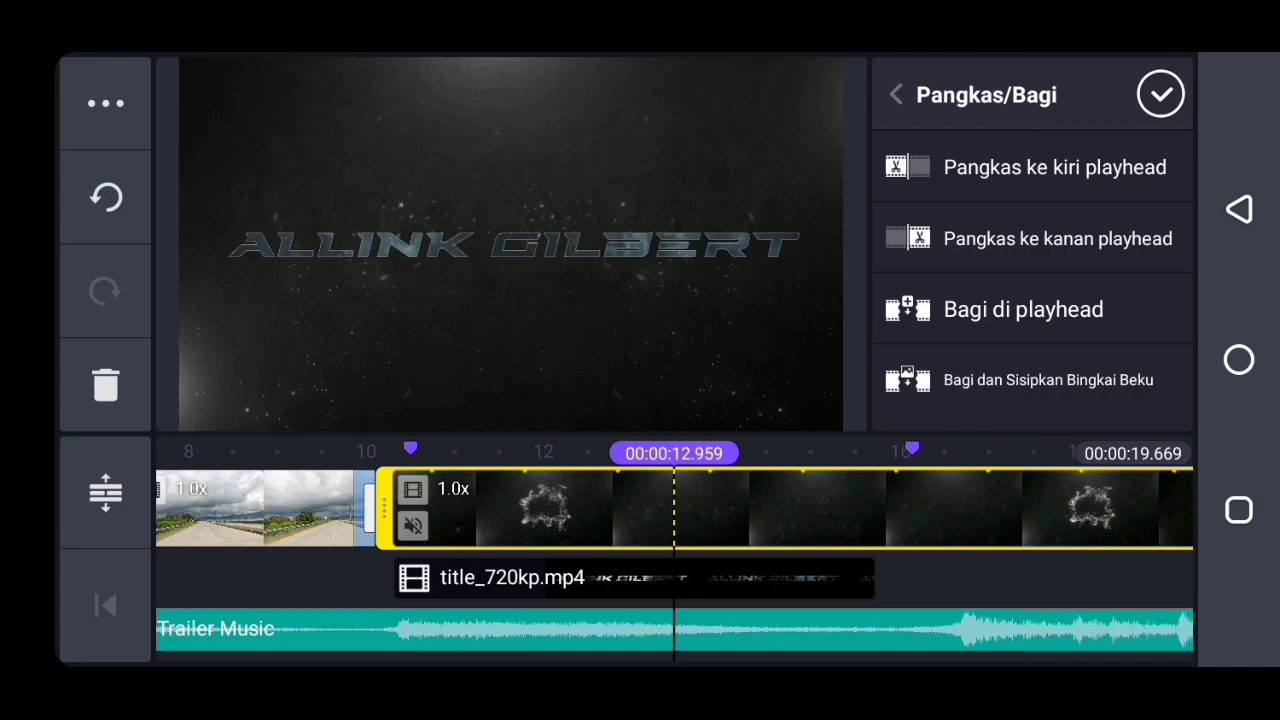 Pangkas/Bagi
Pangkas ke kiri playhead
Pangkas ke kanan playhead
Bagi di playhead
Bagi dan Sisipkan Bingkai Beku
ALLINK GILBERT
8
10
12
00:00:12.959
16
00:00:19.669
1.0x
1.0x
title_720kp.mp4
Trailer Music